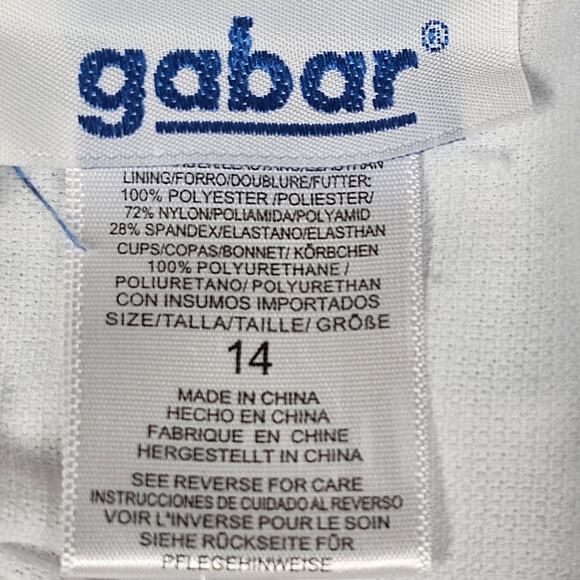 gabar®
LINING/FORRO/DOUBLURE/FUTTER:
100% POLYESTER /POLIESTER/
72% NYLON/POLIAMIDA/POLYAMID
28% SPANDEX/ELASTANO/ELASTHAN
CUPS/COPAS/BONNET/ KÖRBCHEN
100% POLYURETHANE /
POLIURETANO/ POLYURETHAN
CON INSUMOS IMPORTADOS
SIZE/TALLA/TAILLE/ GRÖßE
14
MADE IN CHINA
HECHO EN CHINA
FABRIQUE EN CHINE
HERGESTELLT IN CHINA
SEE REVERSE FOR CARE
INSTRUCCIONES DE CUIDADO AL REVERSO
VOIR L'INVERSE POUR LE SOIN
SIEHE RÜCKSEITE FÜR
PFLEGEHINWEISE